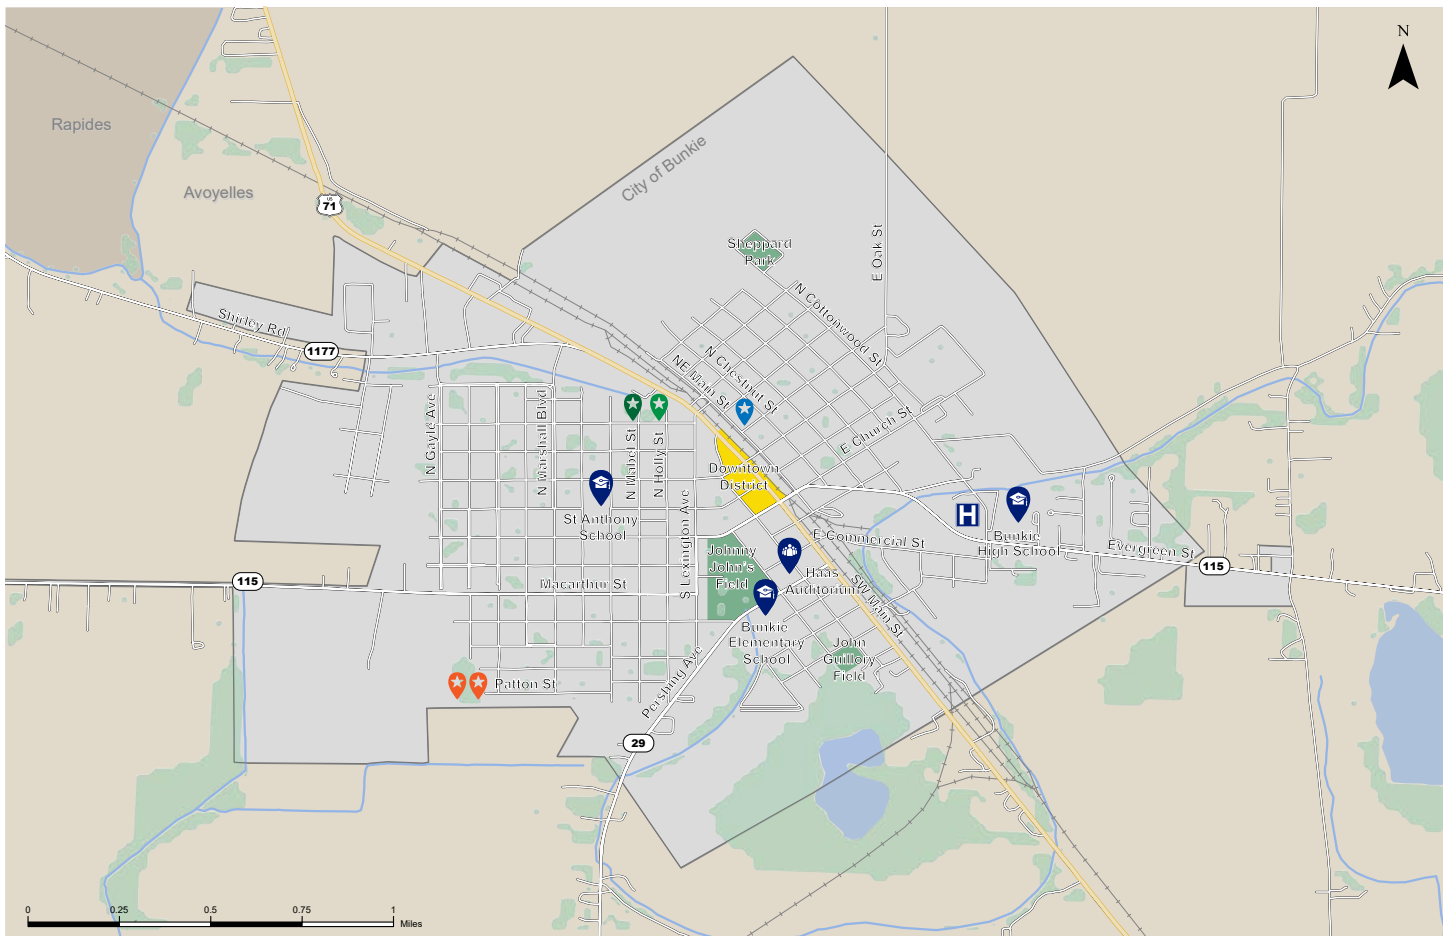 N
Rapides
Avoyelles
City of Bunkie
US
71
Sheppard
Park
E Oak St
Shirley Rd
1177
N Cottonwood St
N Chestnut St
NE Main St
E Church St
N Gayle Ave
N Marshall Blvd
N Mabel St
N Holly St
Downtown
District
St Anthony
School
S Lexington Ave
H
Bunkie
High School
E Commercial St
Evergreen St
115
Johnny
John's
Field
Haas
Auditorium
115
Macarthur St
SW Main St
Bunkie
Elementary
School
John
Guillory
Field
Patton St
Pershing Ave
29
0
0.25
0.5
0.75
1
Miles